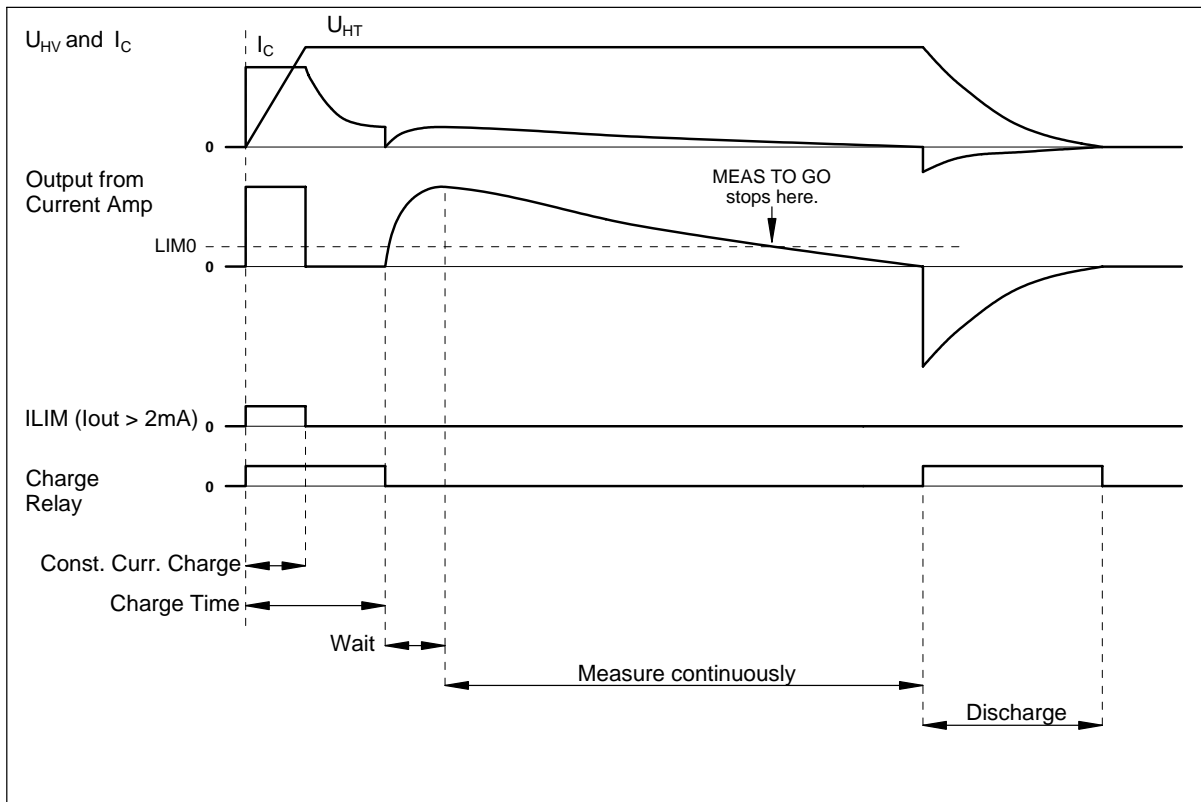 U_HV and I_C
I_C
U_HT
0
Output from
Current Amp
MEAS TO GO
stops here.
LIM0
0
ILIM (Iout > 2mA)
0
Charge
Relay
0
Const. Curr. Charge
Charge Time
Wait
Measure continuously
Discharge